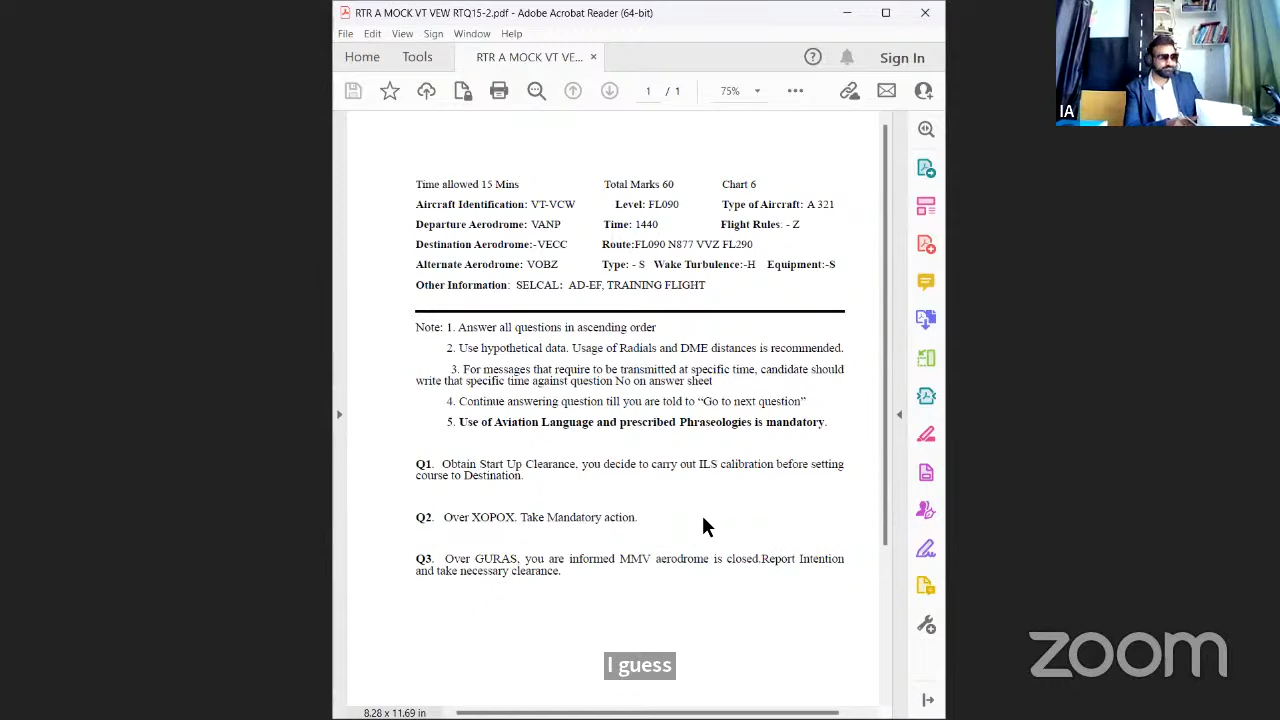 RTR A MOCK VT VEW RTQ15-2.pdf - Adobe Acrobat Reader (64-bit)
File Edit View Sign Window Help
Home Tools RTR A MOCK VT VE... × Sign In
1 / 1 75%
IA
Time allowed 15 Mins Total Marks 60 Chart 6
Aircraft Identification: VT-VCW Level: FL090 Type of Aircraft: A 321
Departure Aerodrome: VANP Time: 1440 Flight Rules: - Z
Destination Aerodrome:-VECC Route:FL090 N877 VVZ FL290
Alternate Aerodrome: VOBZ Type: - S Wake Turbulence:-H Equipment:-S
Other Information: SELCAL: AD-EF, TRAINING FLIGHT
Note: 1. Answer all questions in ascending order
2. Use hypothetical data. Usage of Radials and DME distances is recommended.
3. For messages that require to be transmitted at specific time, candidate should
write that specific time against question No on answer sheet
4. Continue answering question till you are told to “Go to next question”
5. Use of Aviation Language and prescribed Phraseologies is mandatory.
Q1. Obtain Start Up Clearance, you decide to carry out ILS calibration before setting
course to Destination.
Q2. Over XOPOX. Take Mandatory action.
Q3. Over GURAS, you are informed MMV aerodrome is closed.Report Intention
and take necessary clearance.
I guess
zoom
8.28 x 11.69 in